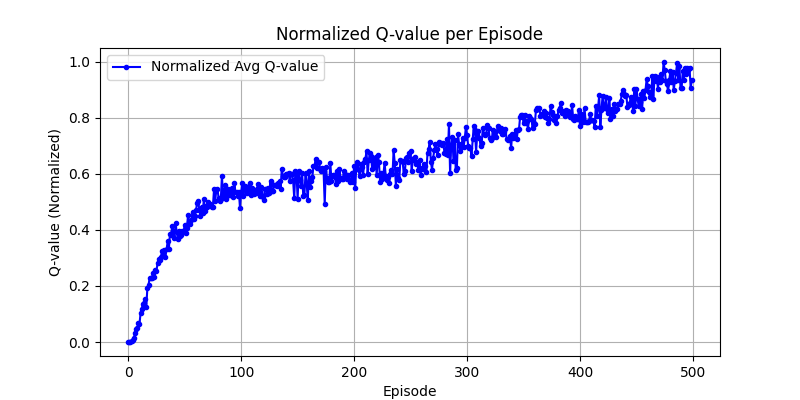 Normalized Q-value per Episode
Normalized Avg Q-value
Q-value (Normalized)
1.0
0.8
0.6
0.4
0.2
0.0
0 100 200 300 400 500
Episode